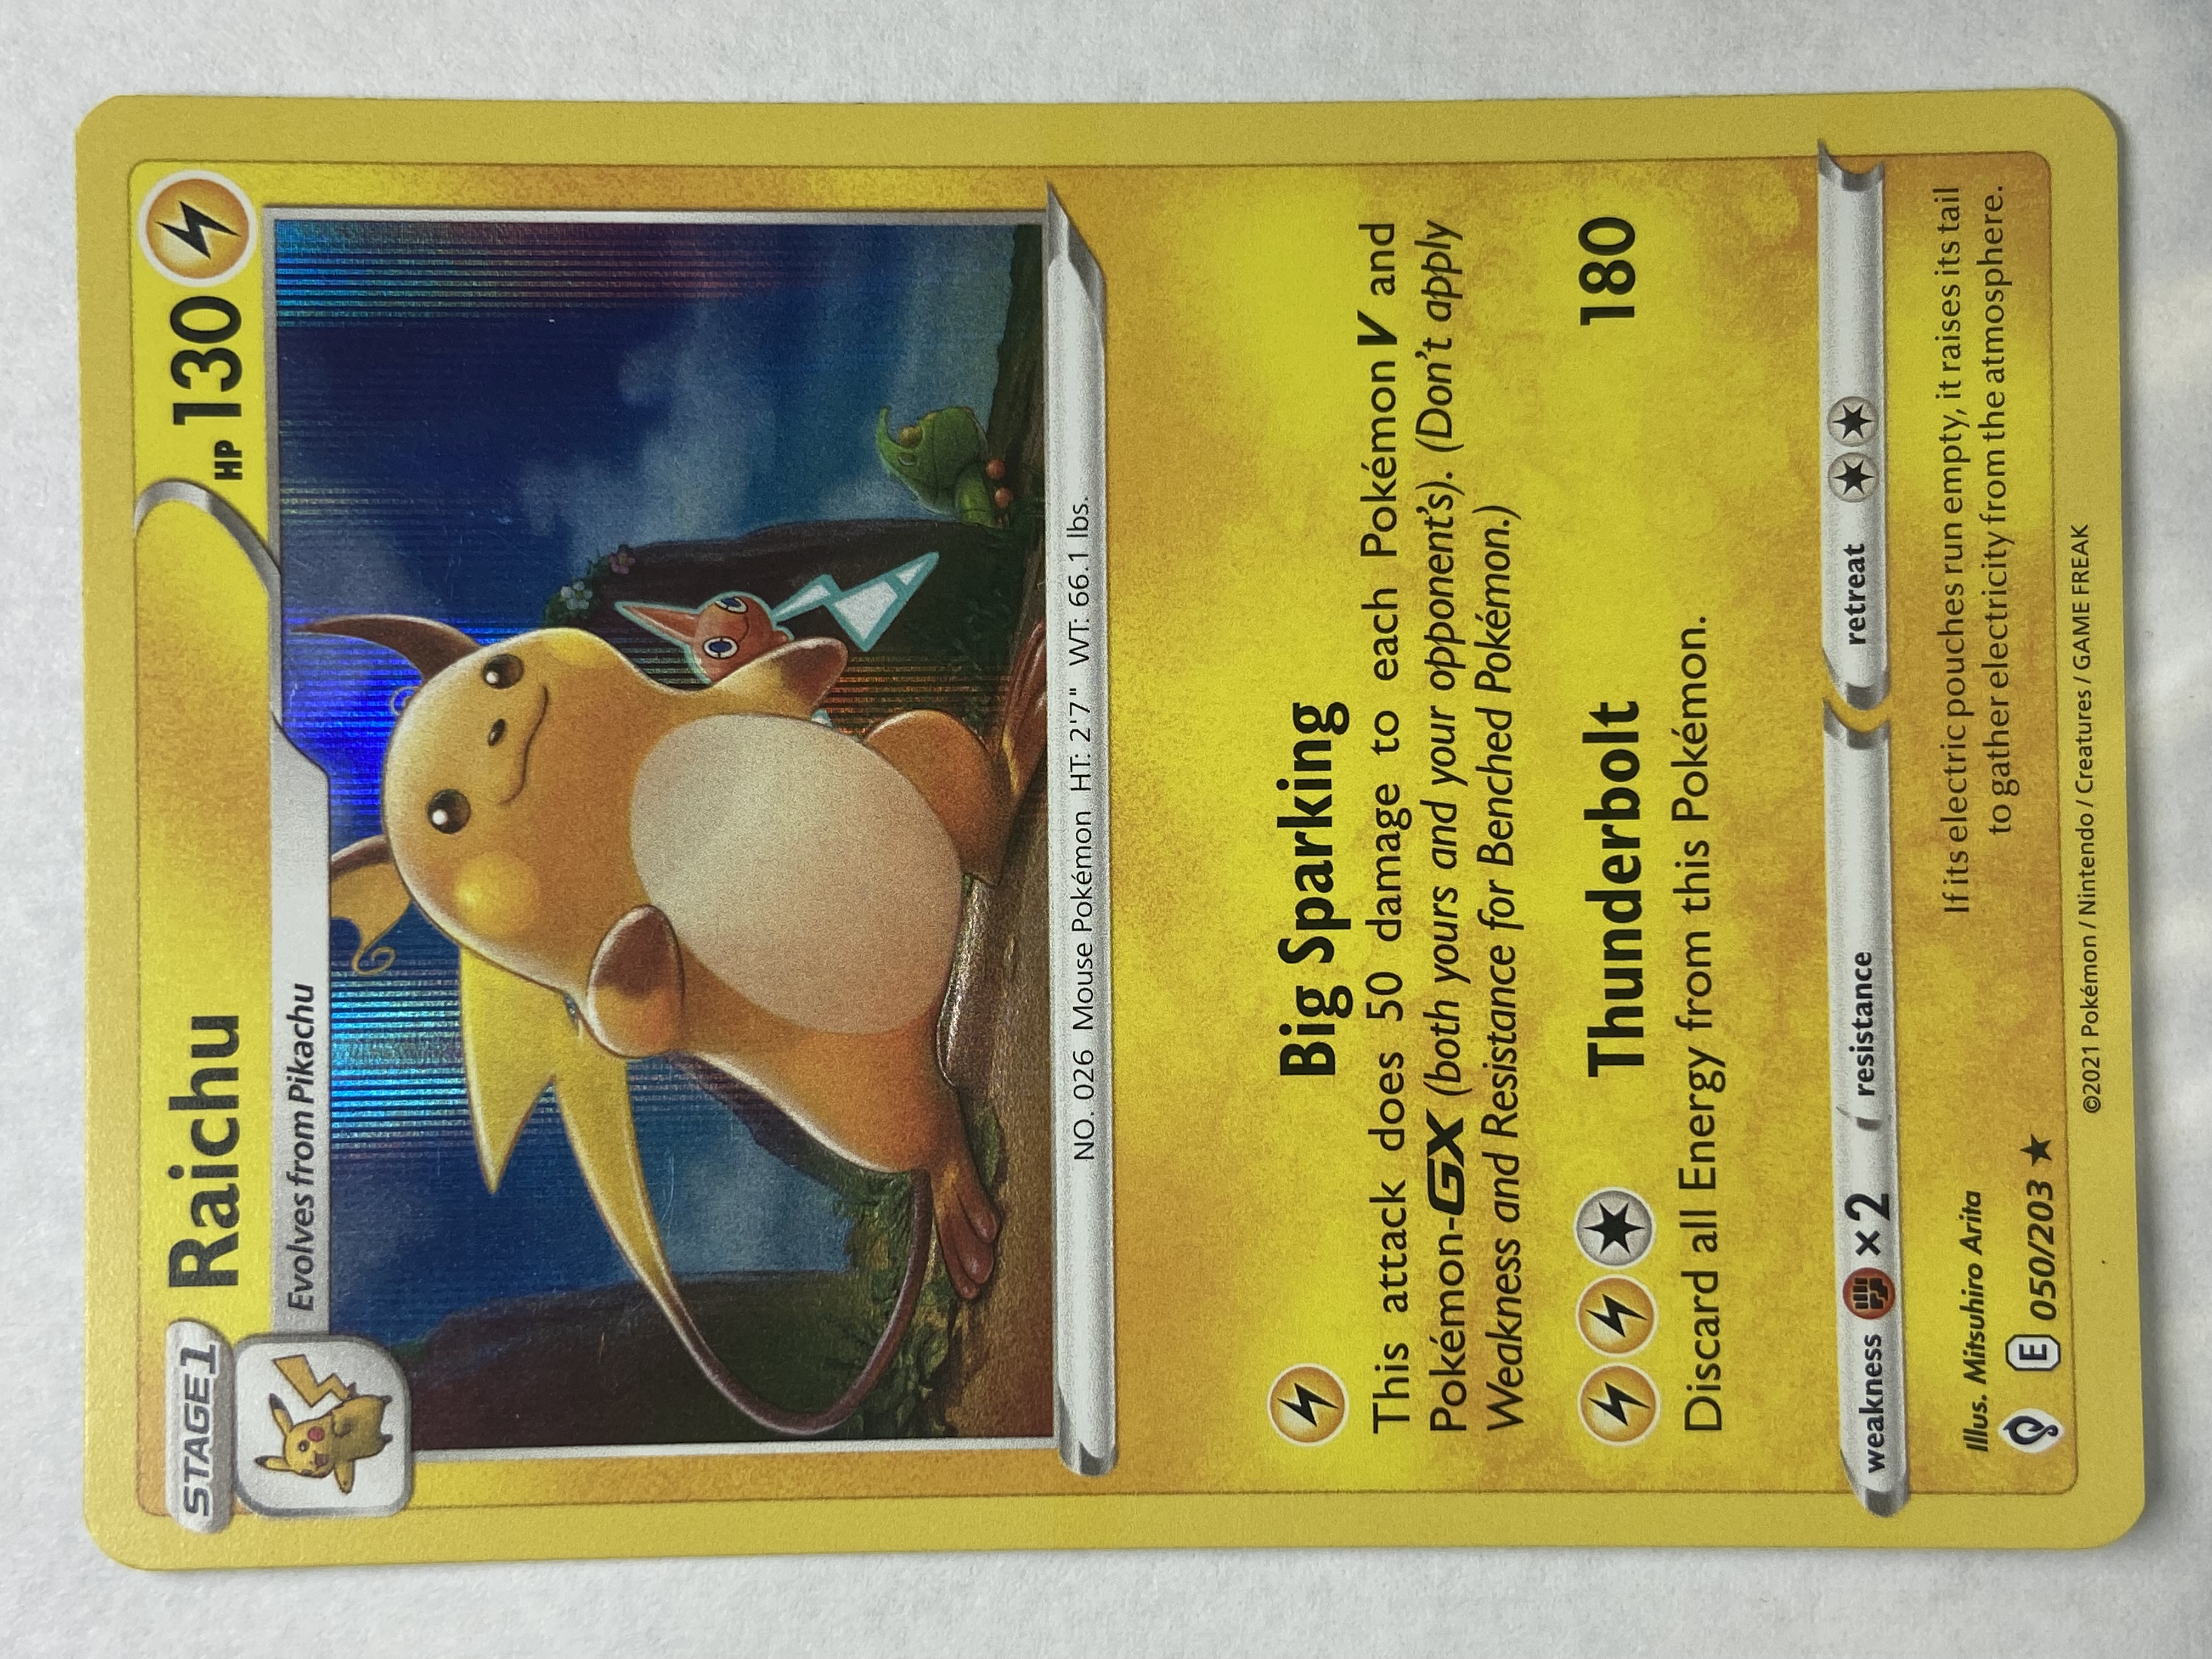 STAGE1 Raichu HP 130
Evolves from Pikachu
NO. 026 Mouse Pokémon HT: 2'7" WT: 66.1 lbs.
Big Sparking
This attack does 50 damage to each Pokémon V and
Pokémon-GX (both yours and your opponent's). (Don't apply
Weakness and Resistance for Benched Pokémon.)
Thunderbolt 180
Discard all Energy from this Pokémon.
weakness ×2 resistance retreat
Illus. Mitsuhiro Arita
If its electric pouches run empty, it raises its tail
to gather electricity from the atmosphere.
E 050/203 ★
©2021 Pokémon / Nintendo / Creatures / GAME FREAK